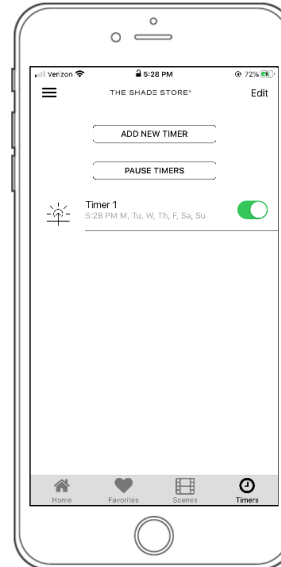 Verizon 5:28 PM 72%
THE SHADE STORE® Edit
ADD NEW TIMER
PAUSE TIMERS
Timer 1
5:28 PM M, Tu, W, Th, F, Sa, Su
Home Favorites Scenes Timers